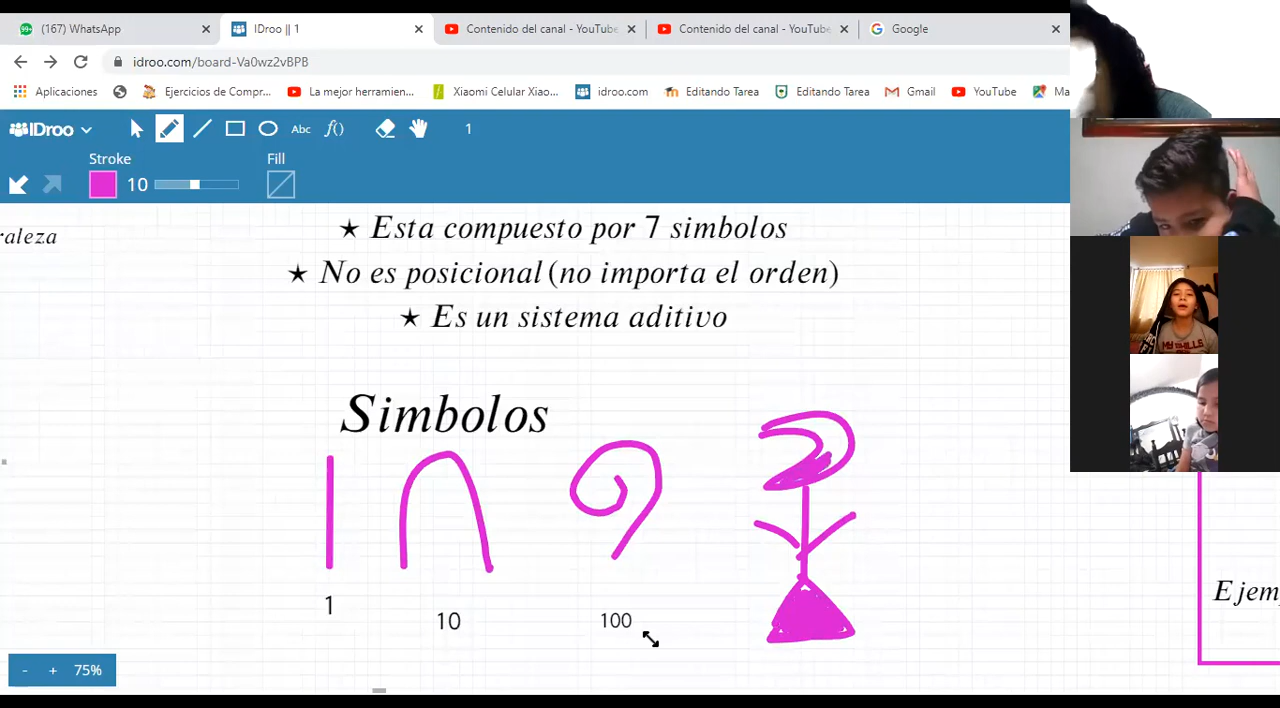 (167) WhatsApp
IDroo || 1
Contenido del canal - YouTube
Contenido del canal - YouTube
Google
idroo.com/board-Va0wz2vBPB
Aplicaciones
Ejercicios de Compr...
La mejor herramien...
Xiaomi Celular Xiao...
idroo.com
Editando Tarea
Editando Tarea
Gmail
YouTube
Ma
IDroo
Abc
f()
1
Stroke
10
Fill
raleza
★ Esta compuesto por 7 simbolos
★ No es posicional (no importa el orden)
★ Es un sistema aditivo
Simbolos
1
10
100
Ejem
- + 75%